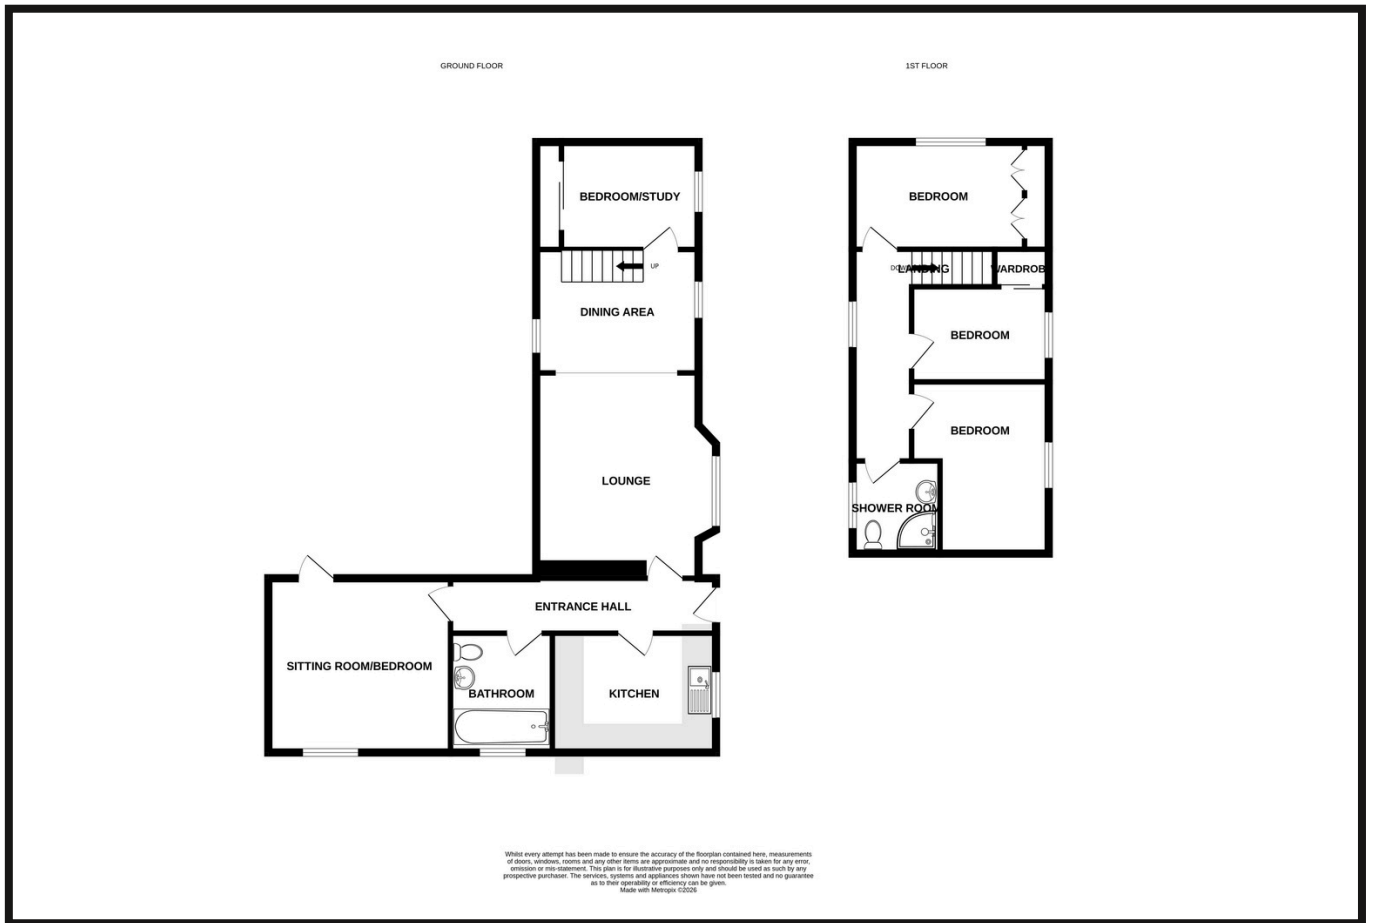 GROUND FLOOR
1ST FLOOR
BEDROOM/STUDY
UP
DINING AREA
LOUNGE
ENTRANCE HALL
SITTING ROOM/BEDROOM
BATHROOM
KITCHEN
BEDROOM
LANDING
WARDROB
BEDROOM
BEDROOM
SHOWER ROOM
Whilst every attempt has been made to ensure the accuracy of the floorplan contained here, measurements
of doors, windows, rooms and any other items are approximate and no responsibility is taken for any error,
omission or mis-statement. This plan is for illustrative purposes only and should be used as such by any
prospective purchaser. The services, systems and appliances shown have not been tested and no guarantee
as to their operability or efficiency can be given.
Made with Metropix ©2026